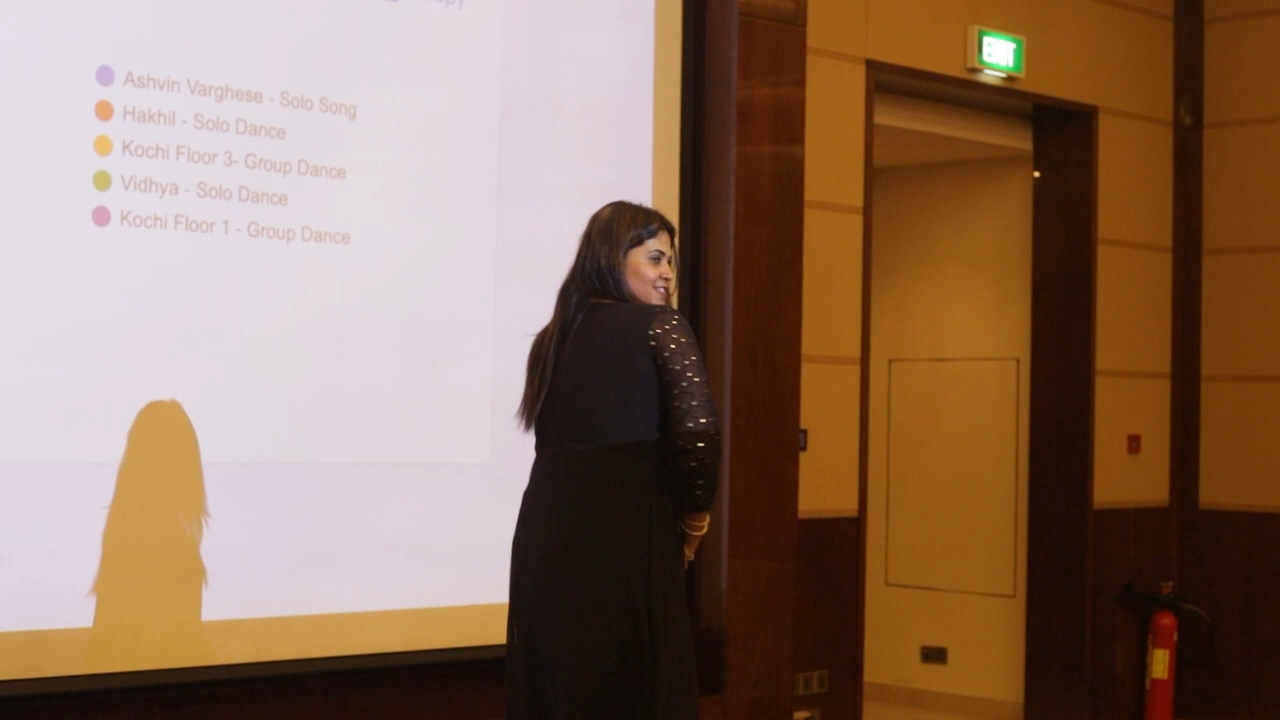 Ashvin Varghese - Solo Song
Hakhil - Solo Dance
Kochi Floor 3- Group Dance
Vidhya - Solo Dance
Kochi Floor 1 - Group Dance
EXIT